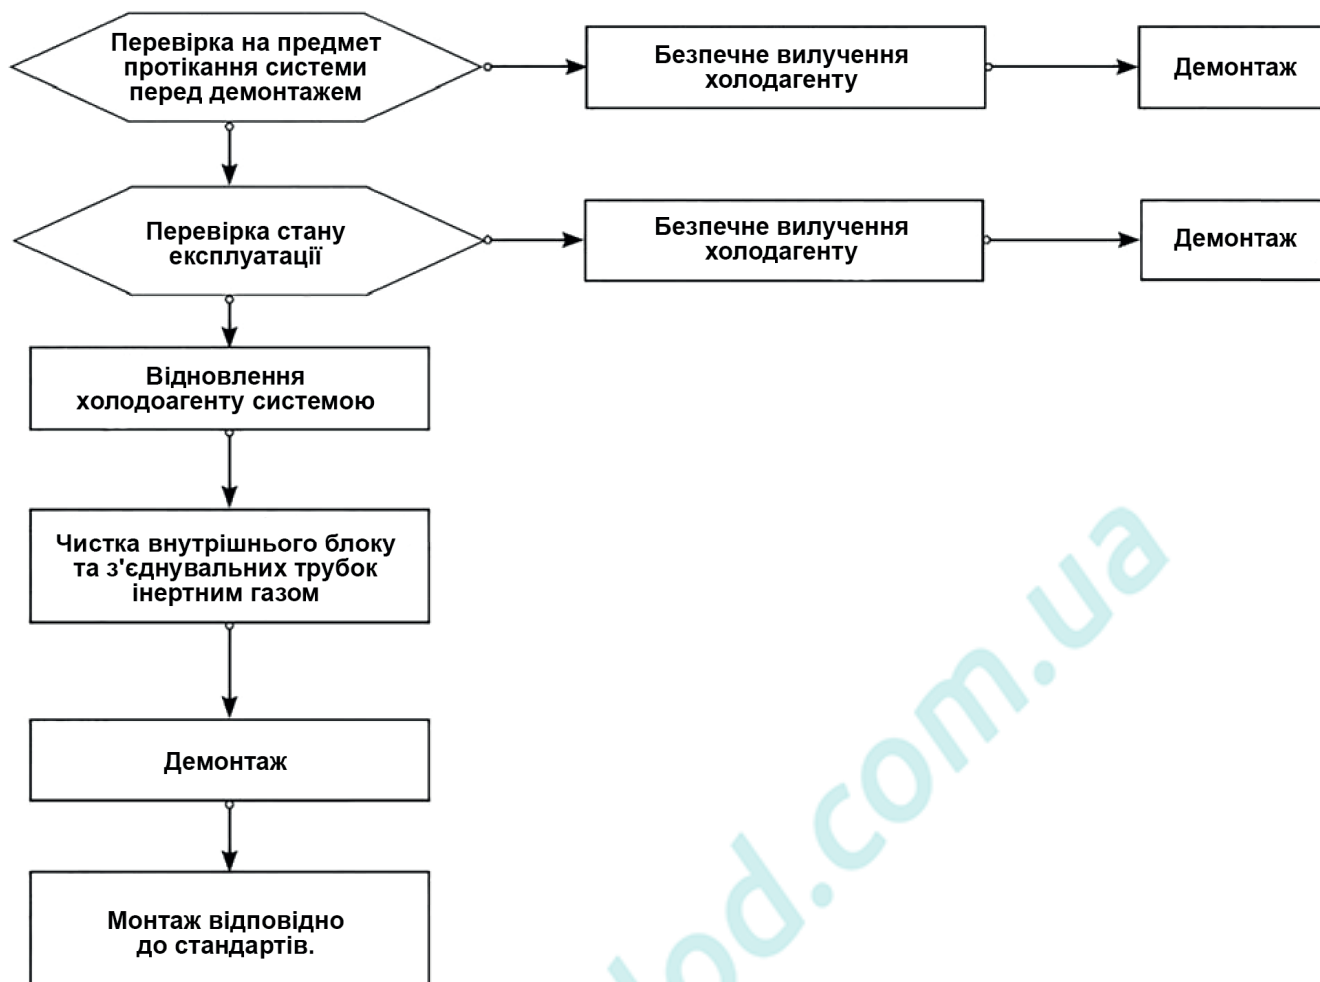 Перевірка на предмет
протікання системи
перед демонтажем
Безпечне вилучення
холодагенту
Демонтаж
Перевірка стану
експлуатації
Безпечне вилучення
холодагенту
Демонтаж
Відновлення
холодоагенту системою
Чистка внутрішнього блоку
та з'єднувальних трубок
інертним газом
Демонтаж
Монтаж відповідно
до стандартів.
od.com.ua